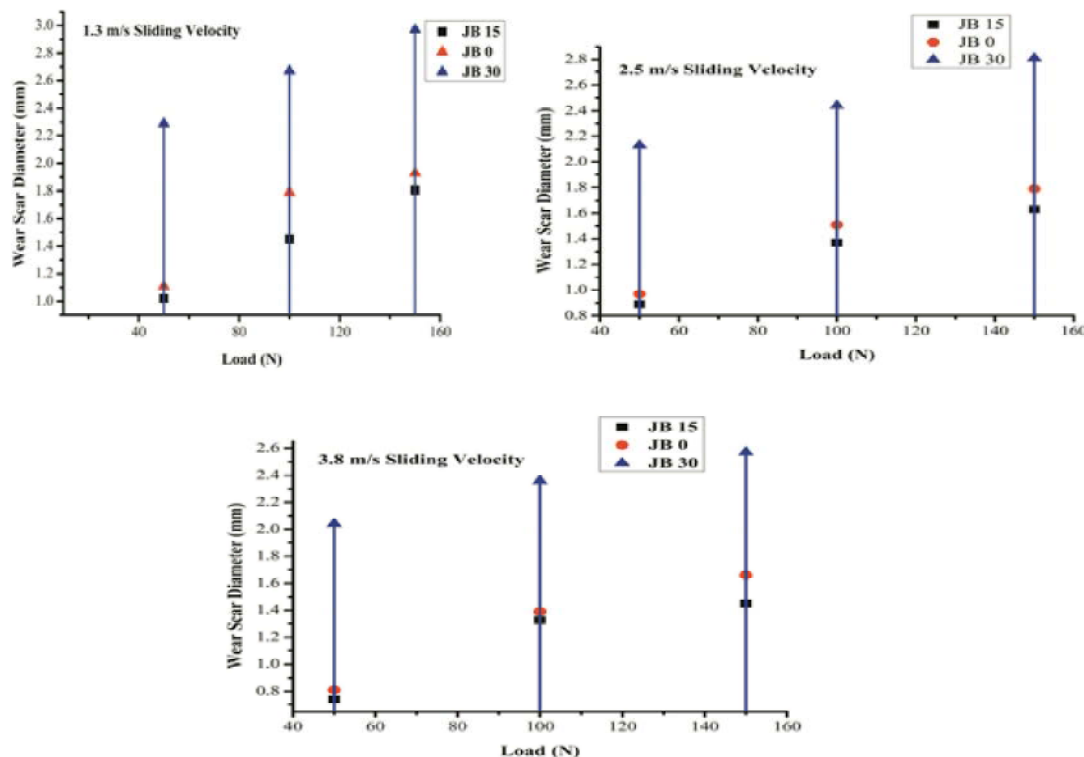 1.3 m/s Sliding Velocity
JB 15
JB 0
JB 30
Wear Scar Diameter (mm)
3.0
2.8
2.6
2.4
2.2
2.0
1.8
1.6
1.4
1.2
1.0
40 80 120 160
Load (N)
2.5 m/s Sliding Velocity
JB 15
JB 0
JB 30
Wear Scar Diameter (mm)
2.8
2.6
2.4
2.2
2.0
1.8
1.6
1.4
1.2
1.0
0.8
40 60 80 100 120 140 160
Load (N)
3.8 m/s Sliding Velocity
JB 15
JB 0
JB 30
Wear Scar Diameter (mm)
2.6
2.4
2.2
2.0
1.8
1.6
1.4
1.2
1.0
0.8
40 60 80 100 120 140 160
Load (N)